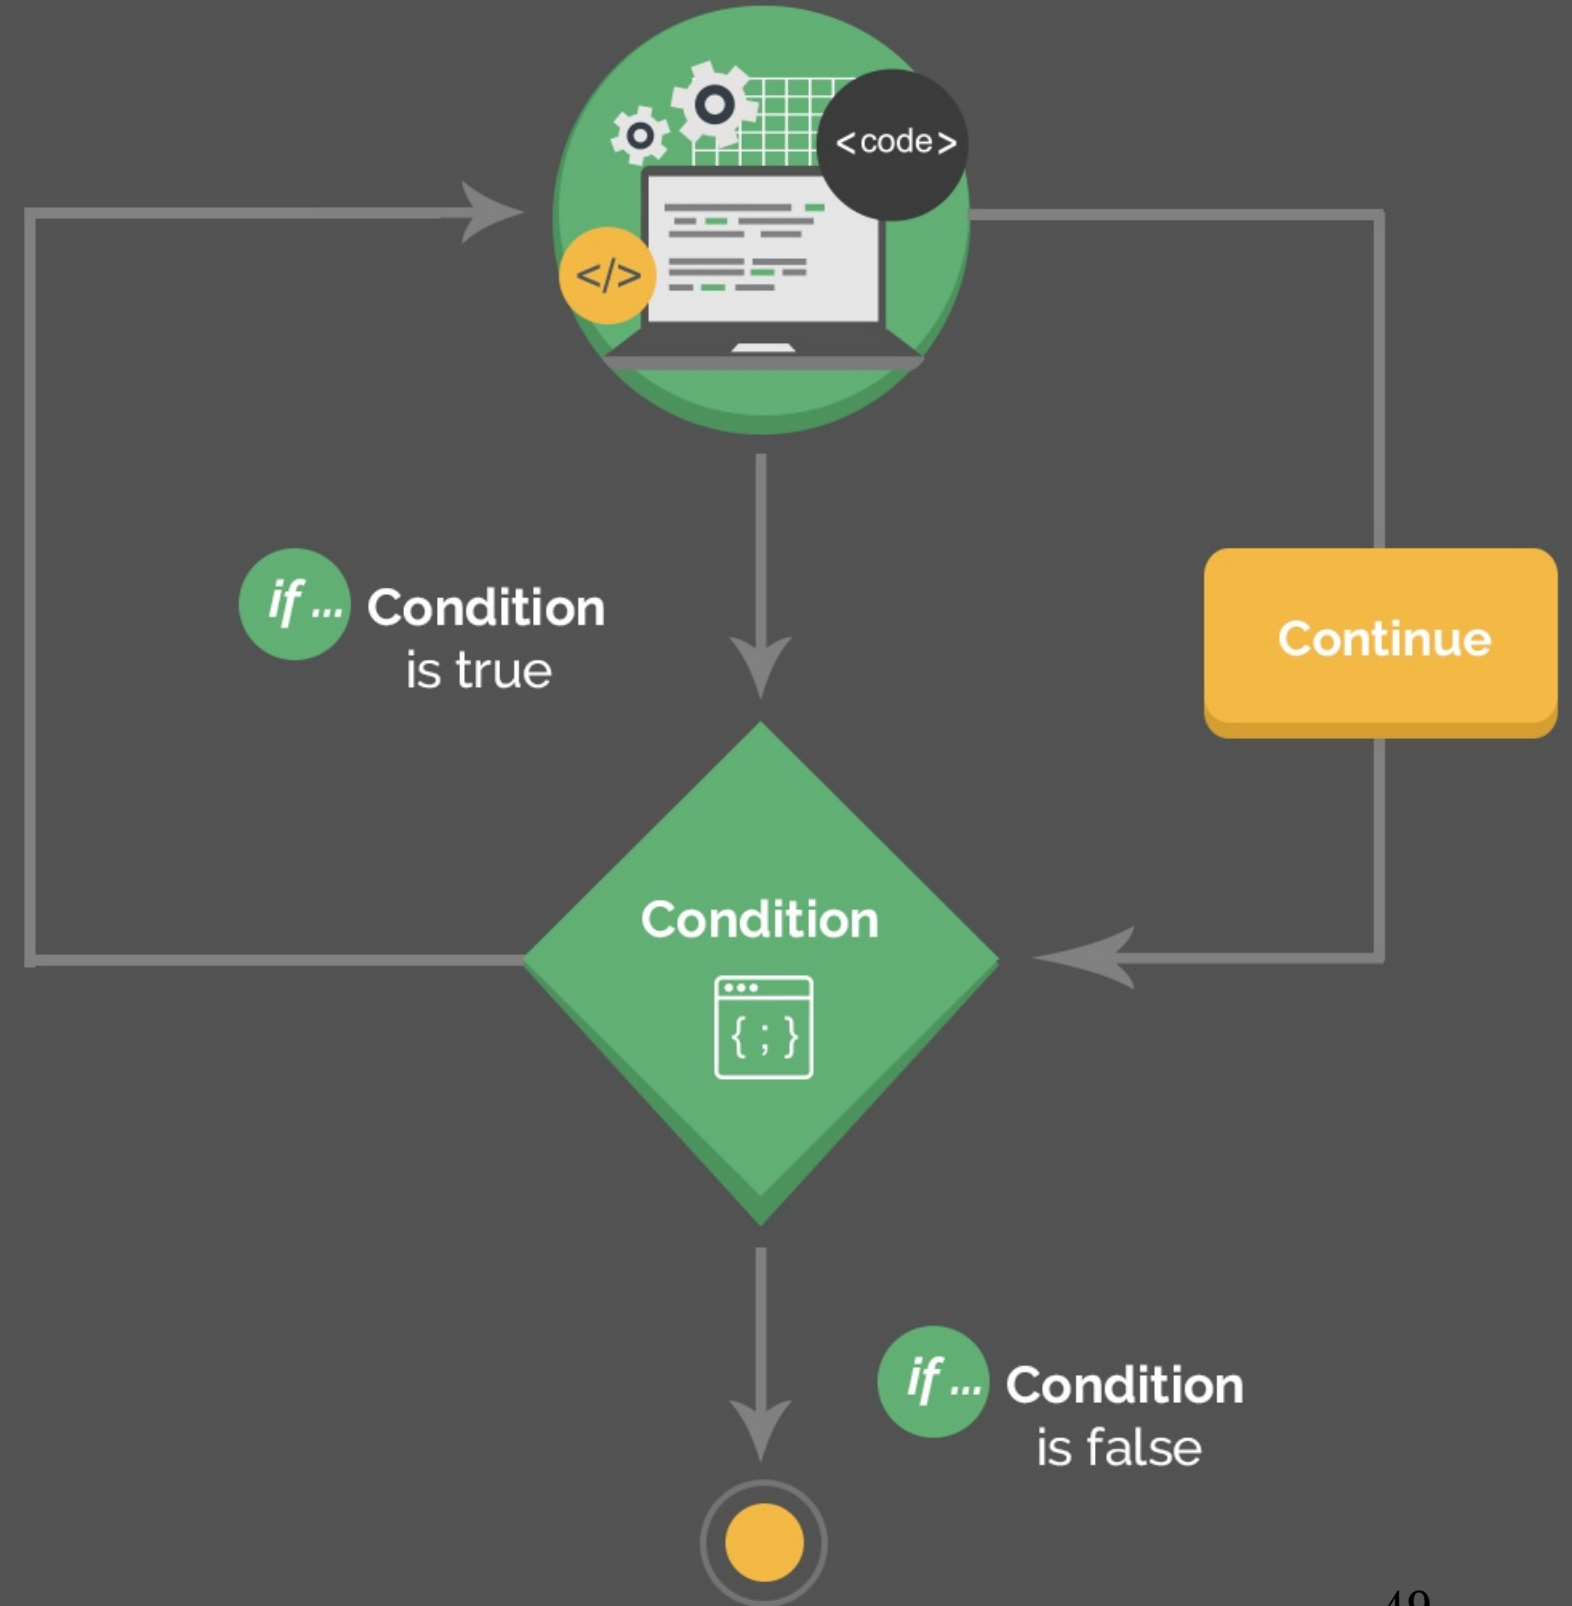 <code>
</>
if ... Condition
is true
Continue
Condition
{ ; }
if ... Condition
is false